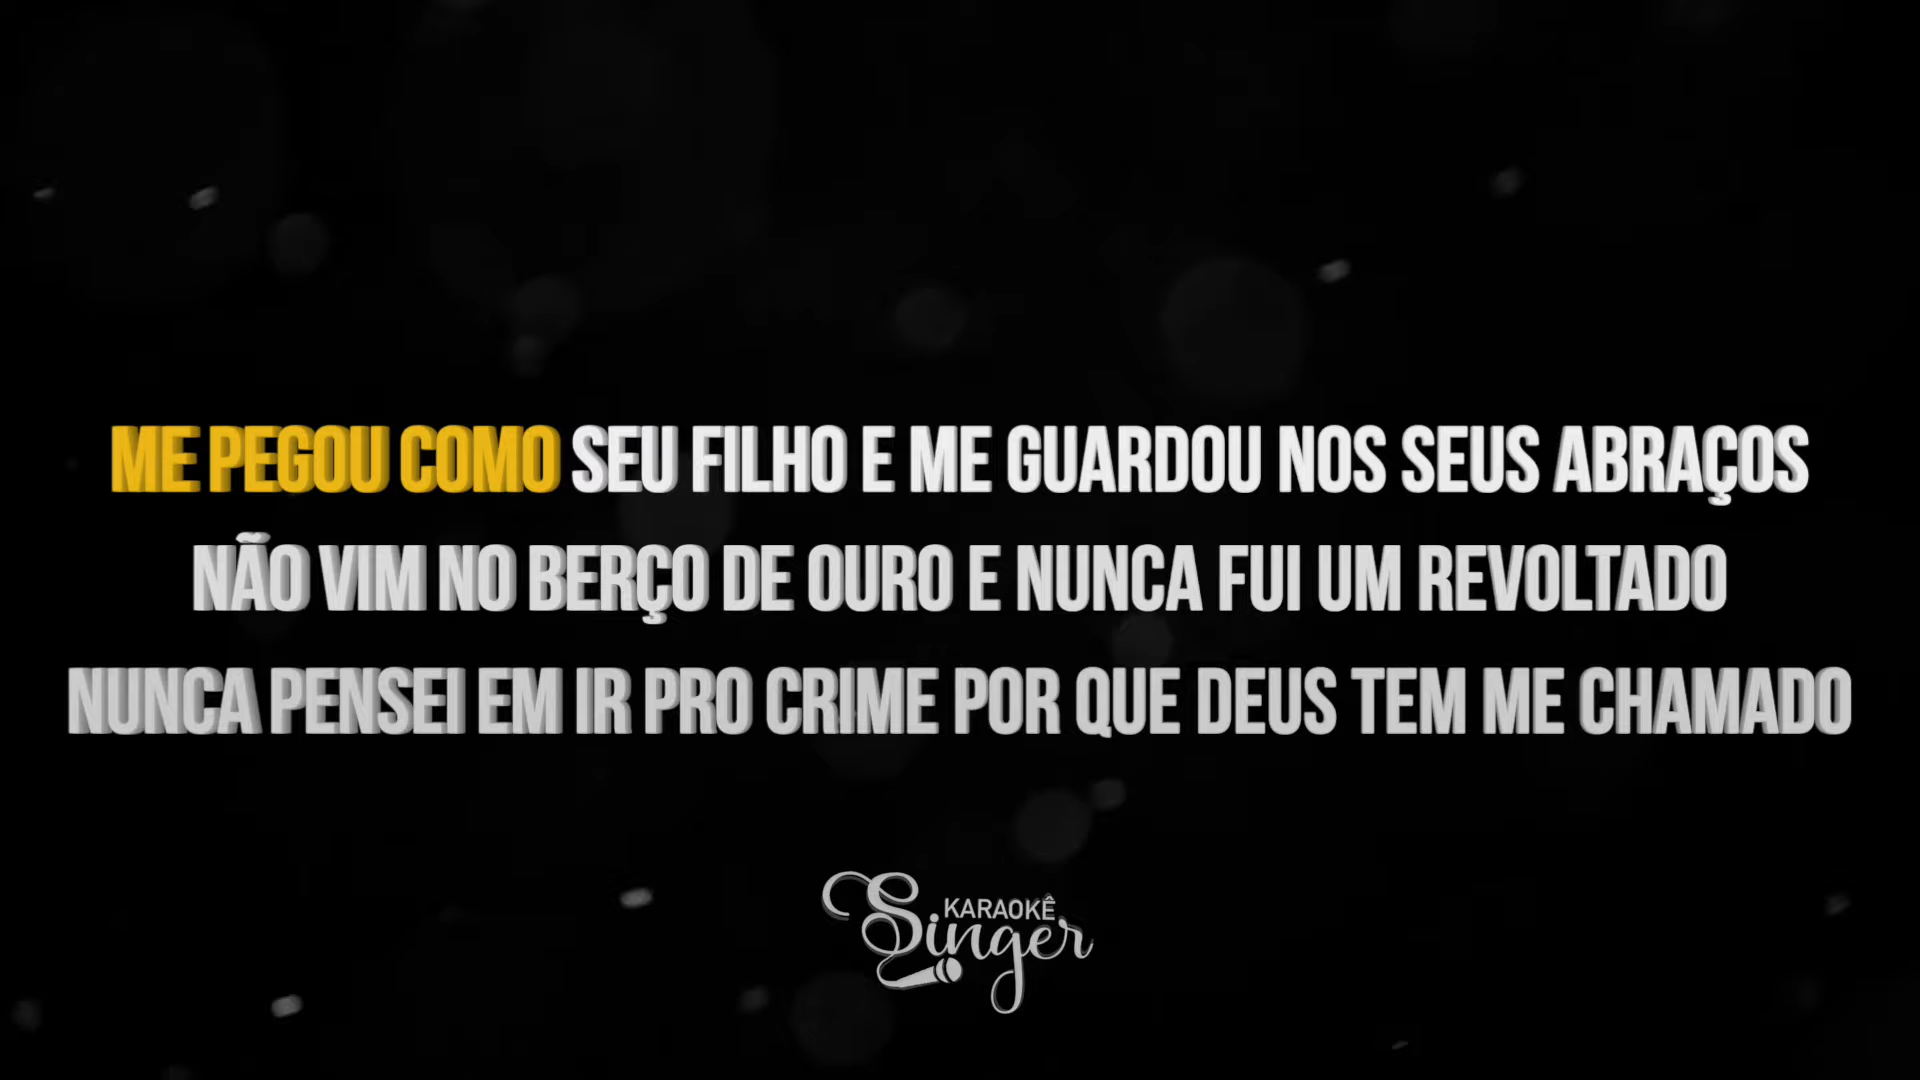 ME PEGOU COMO SEU FILHO E ME GUARDOU NOS SEUS ABRAÇOS
NÃO VIM NO BERÇO DE OURO E NUNCA FUI UM REVOLTADO
NUNCA PENSEI EM IR PRO CRIME POR QUE DEUS TEM ME CHAMADO
KARAOKÊ
Singer